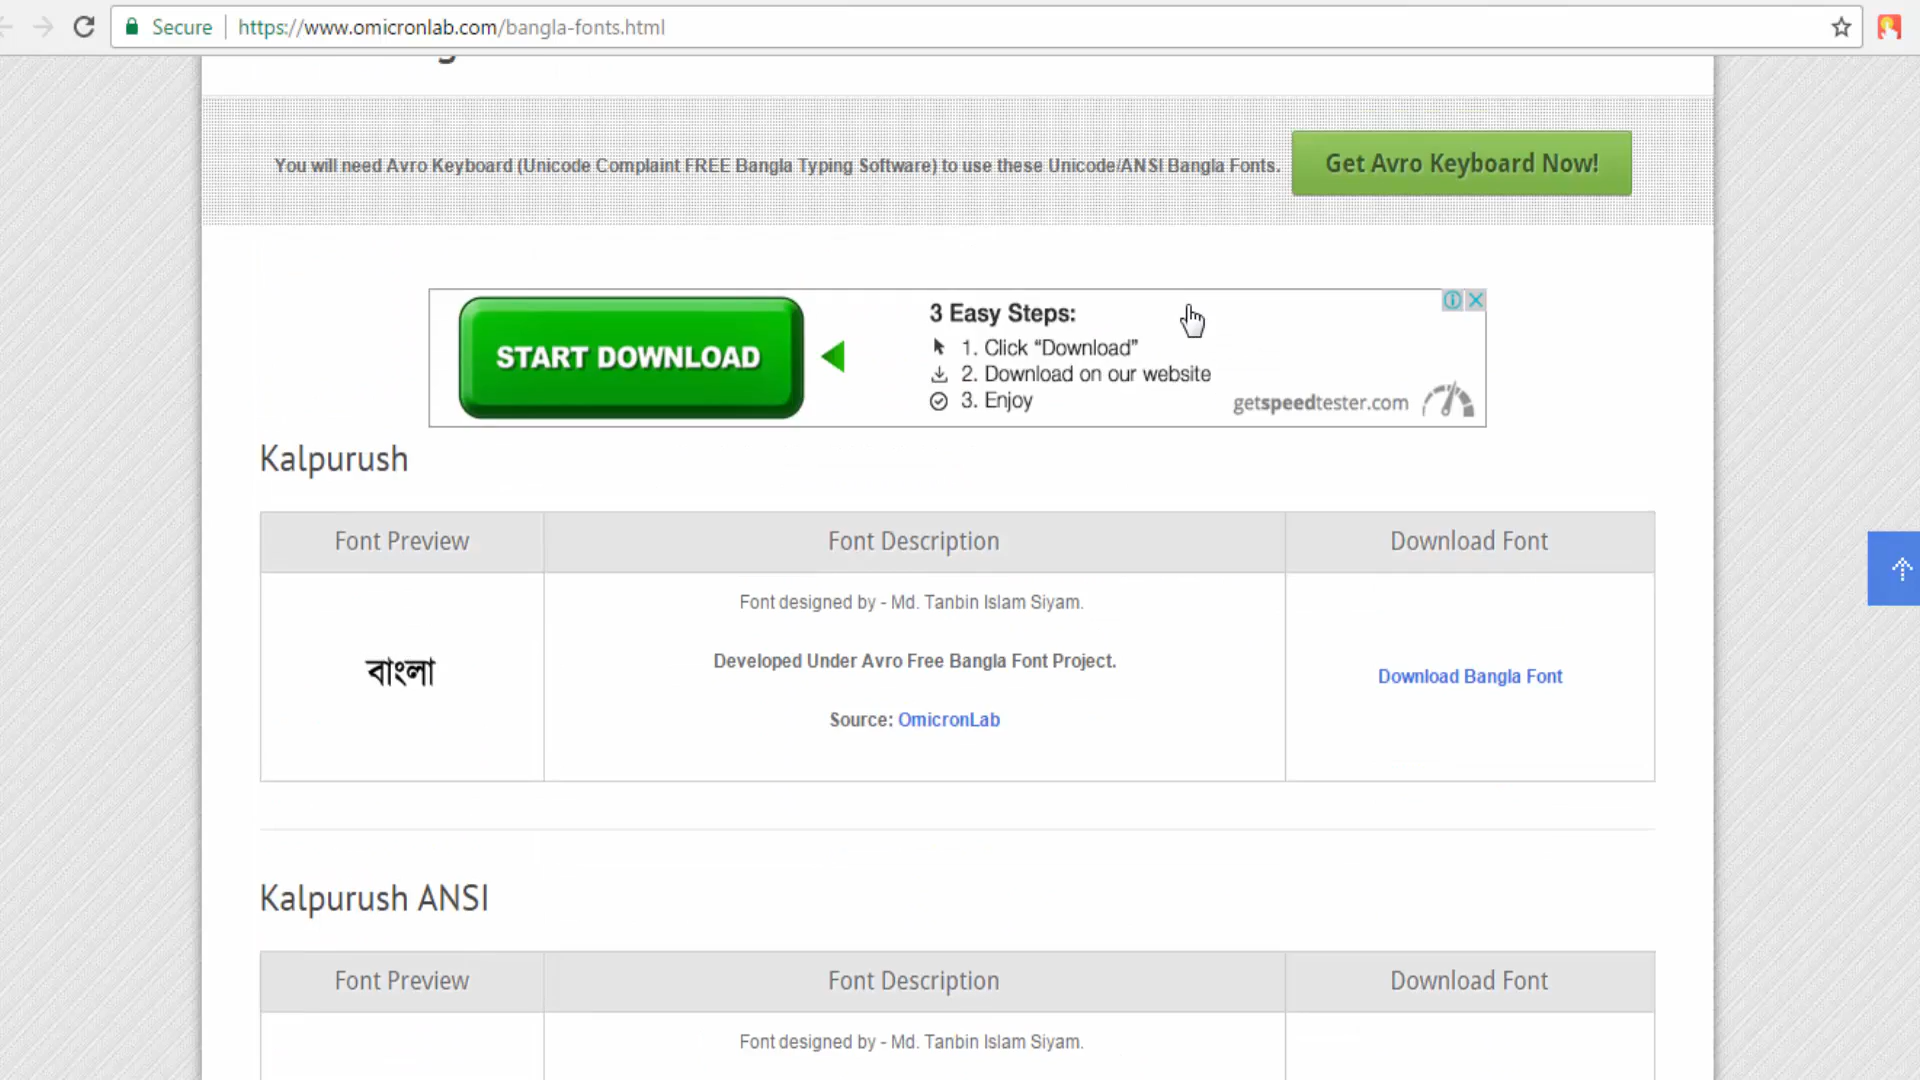 Secure https://www.omicronlab.com/bangla-fonts.html
You will need Avro Keyboard (Unicode Complaint FREE Bangla Typing Software) to use these Unicode/ANSI Bangla Fonts. Get Avro Keyboard Now!
START DOWNLOAD
3 Easy Steps:
1. Click “Download”
2. Download on our website
3. Enjoy
getspeedtester.com
Kalpurush
Font Preview Font Description Download Font
Font designed by - Md. Tanbin Islam Siyam.
Developed Under Avro Free Bangla Font Project.
বাংলা
Download Bangla Font
Source: OmicronLab
Kalpurush ANSI
Font Preview Font Description Download Font
Font designed by - Md. Tanbin Islam Siyam.